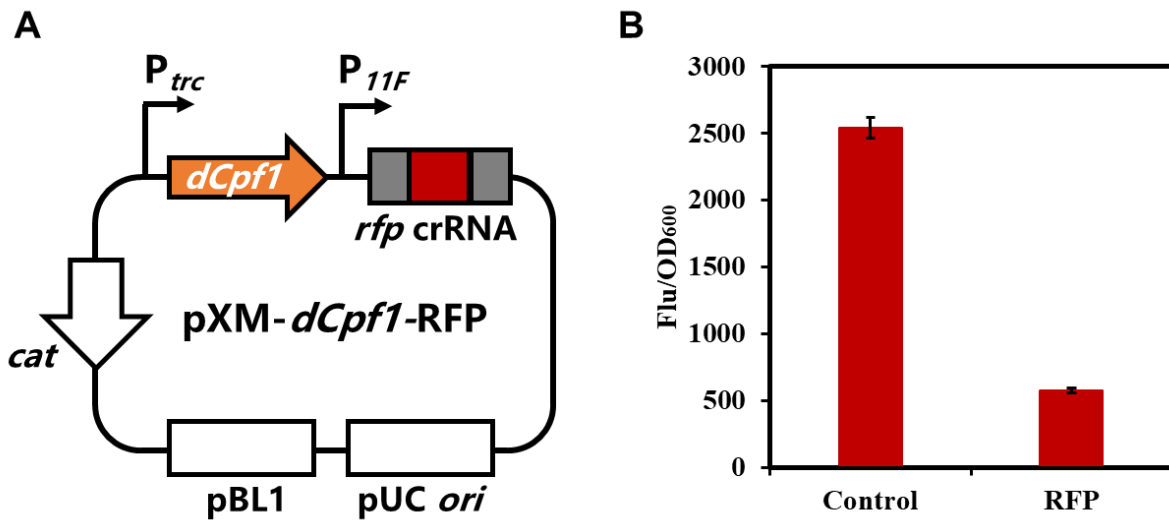 A
P trc
P 11F
dCpf1
rfp crRNA
pXM-dCpf1-RFP
cat
pBL1
pUC ori
B
3000
2500
2000
1500
1000
500
0
Flu/OD600
Control
RFP